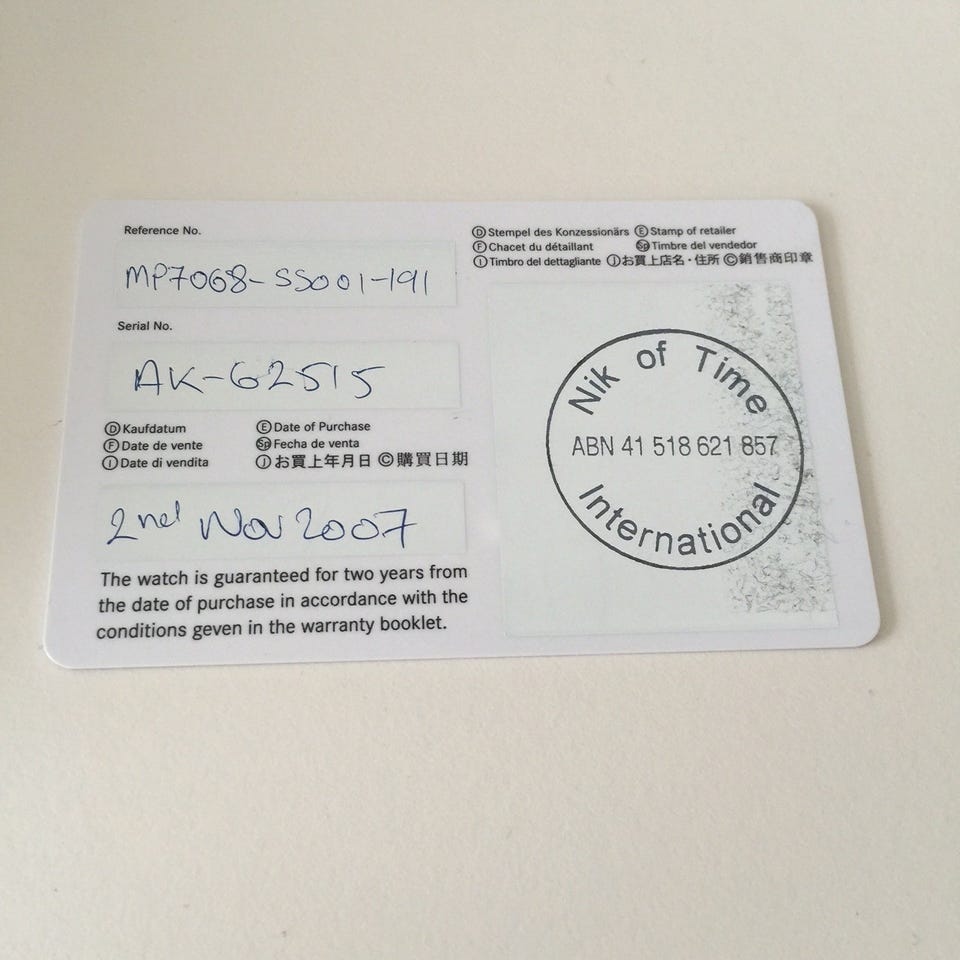 Reference No.
MP7068-SS001-191
Serial No.
AK-62515
Ⓓ Kaufdatum Ⓔ Date of Purchase
Ⓕ Date de vente Ⓢp Fecha de venta
Ⓘ Date di vendita Ⓙ お買上年月日 Ⓒ 購買日期
2nd Nov 2007
The watch is guaranteed for two years from
the date of purchase in accordance with the
conditions geven in the warranty booklet.
Ⓓ Stempel des Konzessionärs Ⓔ Stamp of retailer
Ⓕ Chacet du détaillant Ⓢp Timbre del vendedor
Ⓘ Timbro del dettagliante Ⓙ お買上店名・住所 Ⓒ 銷售商印章
Nik of Time
ABN 41 518 621 857
International